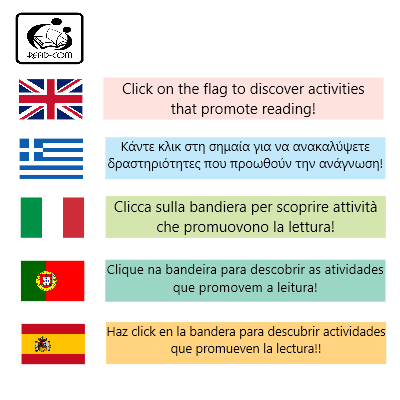 READ-COM
Click on the flag to discover activities
that promote reading!
Κάντε κλικ στη σημαία για να ανακαλύψετε
δραστηριότητες που προωθούν την ανάγνωση!
Clicca sulla bandiera per scoprire attività
che promuovono la lettura!
Clique na bandeira para descobrir as atividades
que promovem a leitura!
Haz click en la bandera para descubrir actividades
que promueven la lectura!!